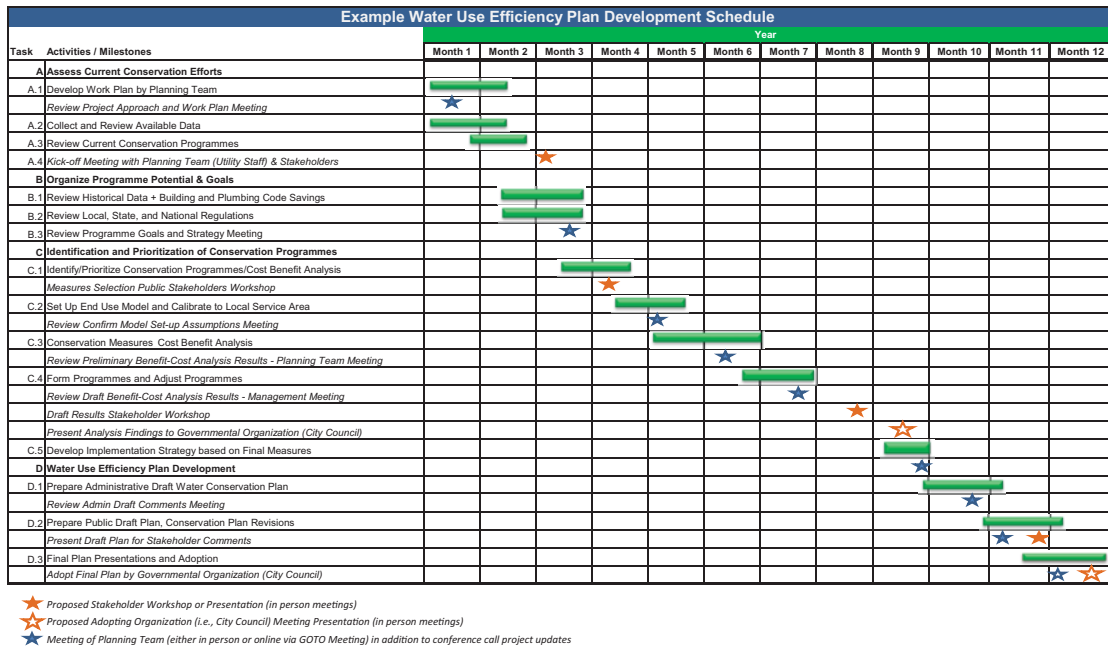 Example Water Use Efficiency Plan Development Schedule
Year
Task Activities / Milestones Month 1 Month 2 Month 3 Month 4 Month 5 Month 6 Month 7 Month 8 Month 9 Month 10 Month 11 Month 12
A Assess Current Conservation Efforts
A.1 Develop Work Plan by Planning Team
Review Project Approach and Work Plan Meeting
A.2 Collect and Review Available Data
A.3 Review Current Conservation Programmes
A.4 Kick-off Meeting with Planning Team (Utility Staff) & Stakeholders
B Organize Programme Potential & Goals
B.1 Review Historical Data + Building and Plumbing Code Savings
B.2 Review Local, State, and National Regulations
B.3 Review Programme Goals and Strategy Meeting
C Identification and Prioritization of Conservation Programmes
C.1 Identify/Prioritize Conservation Programmes/Cost Benefit Analysis
Measures Selection Public Stakeholders Workshop
C.2 Set Up End Use Model and Calibrate to Local Service Area
Review Confirm Model Set-up Assumptions Meeting
C.3 Conservation Measures Cost Benefit Analysis
Review Preliminary Benefit-Cost Analysis Results - Planning Team Meeting
C.4 Form Programmes and Adjust Programmes
Review Draft Benefit-Cost Analysis Results - Management Meeting
Draft Results Stakeholder Workshop
Present Analysis Findings to Governmental Organization (City Council)
C.5 Develop Implementation Strategy based on Final Measures
D Water Use Efficiency Plan Development
D.1 Prepare Administrative Draft Water Conservation Plan
Review Admin Draft Comments Meeting
D.2 Prepare Public Draft Plan, Conservation Plan Revisions
Present Draft Plan for Stakeholder Comments
D.3 Final Plan Presentations and Adoption
Adopt Final Plan by Governmental Organization (City Council)
Proposed Stakeholder Workshop or Presentation (in person meetings)
Proposed Adopting Organization (i.e., City Council) Meeting Presentation (in person meetings)
Meeting of Planning Team (either in person or online via GOTO Meeting) in addition to conference call project updates